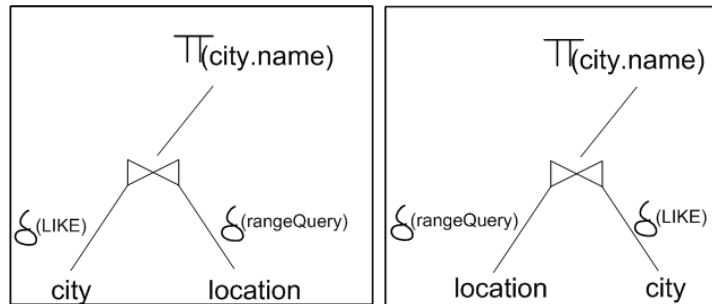 π(city.name)
δ(LIKE)
δ(rangeQuery)
city
location
π(city.name)
δ(rangeQuery)
δ(LIKE)
location
city